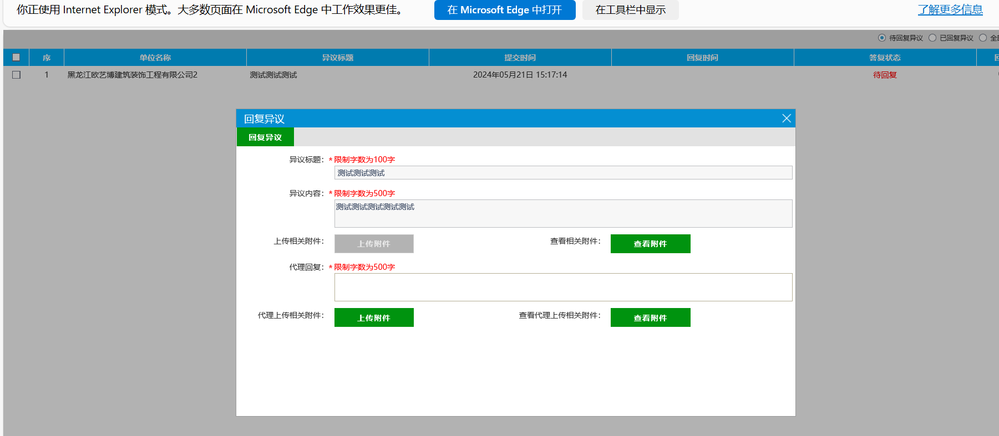 你正使用 Internet Explorer 模式。大多数页面在 Microsoft Edge 中工作效果更佳。 在 Microsoft Edge 中打开 在工具栏中显示 了解更多信息
待回复异议 已回复异议
序 单位名称 异议标题 提交时间 回复时间 答复状态
1 黑龙江欧艺博建筑装饰工程有限公司2 测试测试测试 2024年05月21日 15:17:14 待回复
回复异议
回复异议
异议标题: *限制字数为100字
测试测试测试
异议内容: *限制字数为500字
测试测试测试测试测试
上传相关附件: 上传附件 查看相关附件: 查看附件
代理回复: *限制字数为500字
代理上传相关附件: 上传附件 查看代理上传相关附件: 查看附件